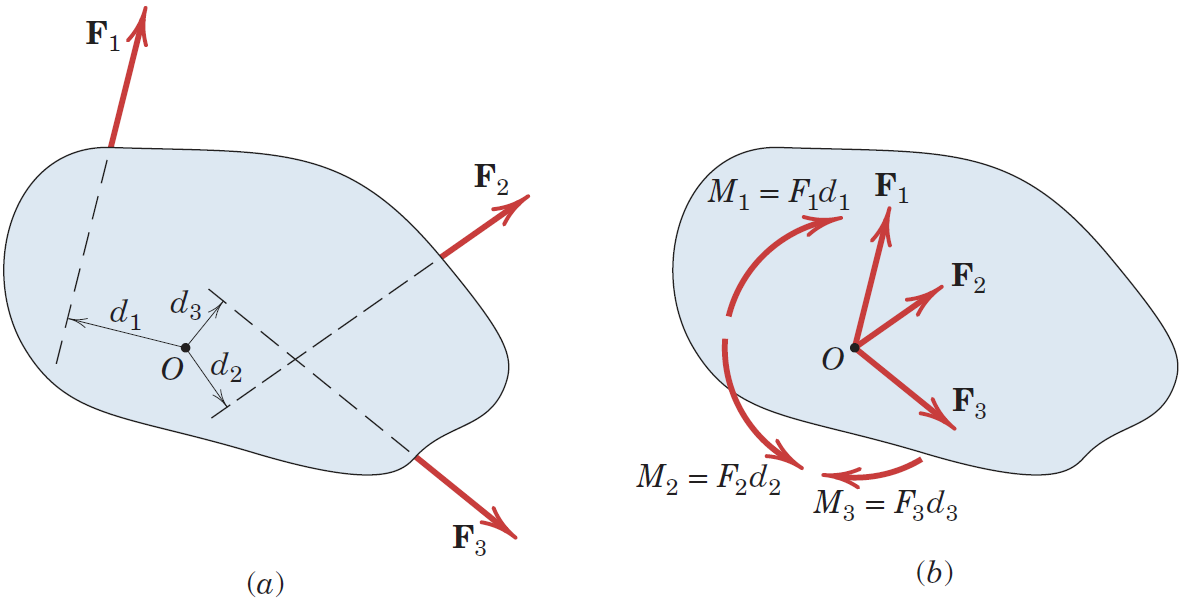 F₁
F₂
d₁
d₃
O
d₂
F₃
(a)
M₁ = F₁d₁
F₁
F₂
O
F₃
M₂ = F₂d₂
M₃ = F₃d₃
(b)